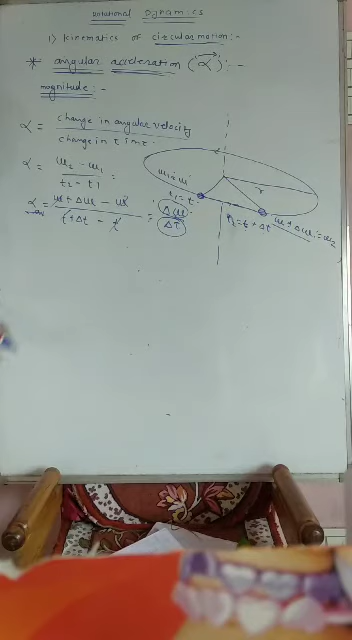 Rotational Dynamics
1) kinematics of circular motion:-
* angular acceleration (α⃗):-
magnitude:-
α = change in angular velocity / change in time.
α = ω2 - ω1 / t2 - t1 =
α = ω + Δω - ω / t + Δt - t = Δω / Δt
ω1 = ω
t1 = t
r
t2 = t + Δt
ω + Δω = ω2